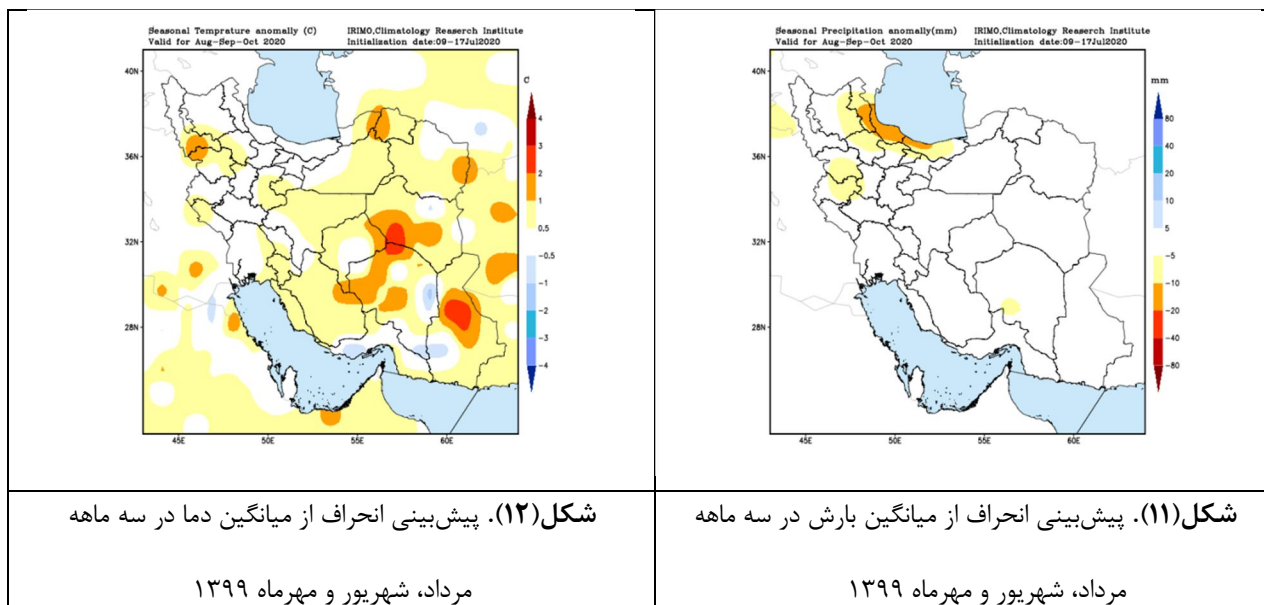 Seasonal Temprature anomaly (C) IRIMO,Climatology Reaserch Institute
Valid for Aug-Sep-Oct 2020 Initialization date:09-17Jul2020
40N
36N
32N
28N
45E 50E 55E 60E
C
4
3
2
1
0.5
-0.5
-1
-2
-3
-4
Seasonal Precipitation anomaly(mm) IRIMO,Climatology Reaserch Institute
Valid for Aug-Sep-Oct 2020 Initialization date:09-17Jul2020
40N
36N
32N
28N
45E 50E 55E 60E
mm
80
40
20
10
5
-5
-10
-20
-40
-80
شکل(۱۱). پیش‌بینی انحراف از میانگین بارش در سه ماهه
مرداد، شهریور و مهرماه ۱۳۹۹
شکل(۱۲). پیش‌بینی انحراف از میانگین دما در سه ماهه
مرداد، شهریور و مهرماه ۱۳۹۹